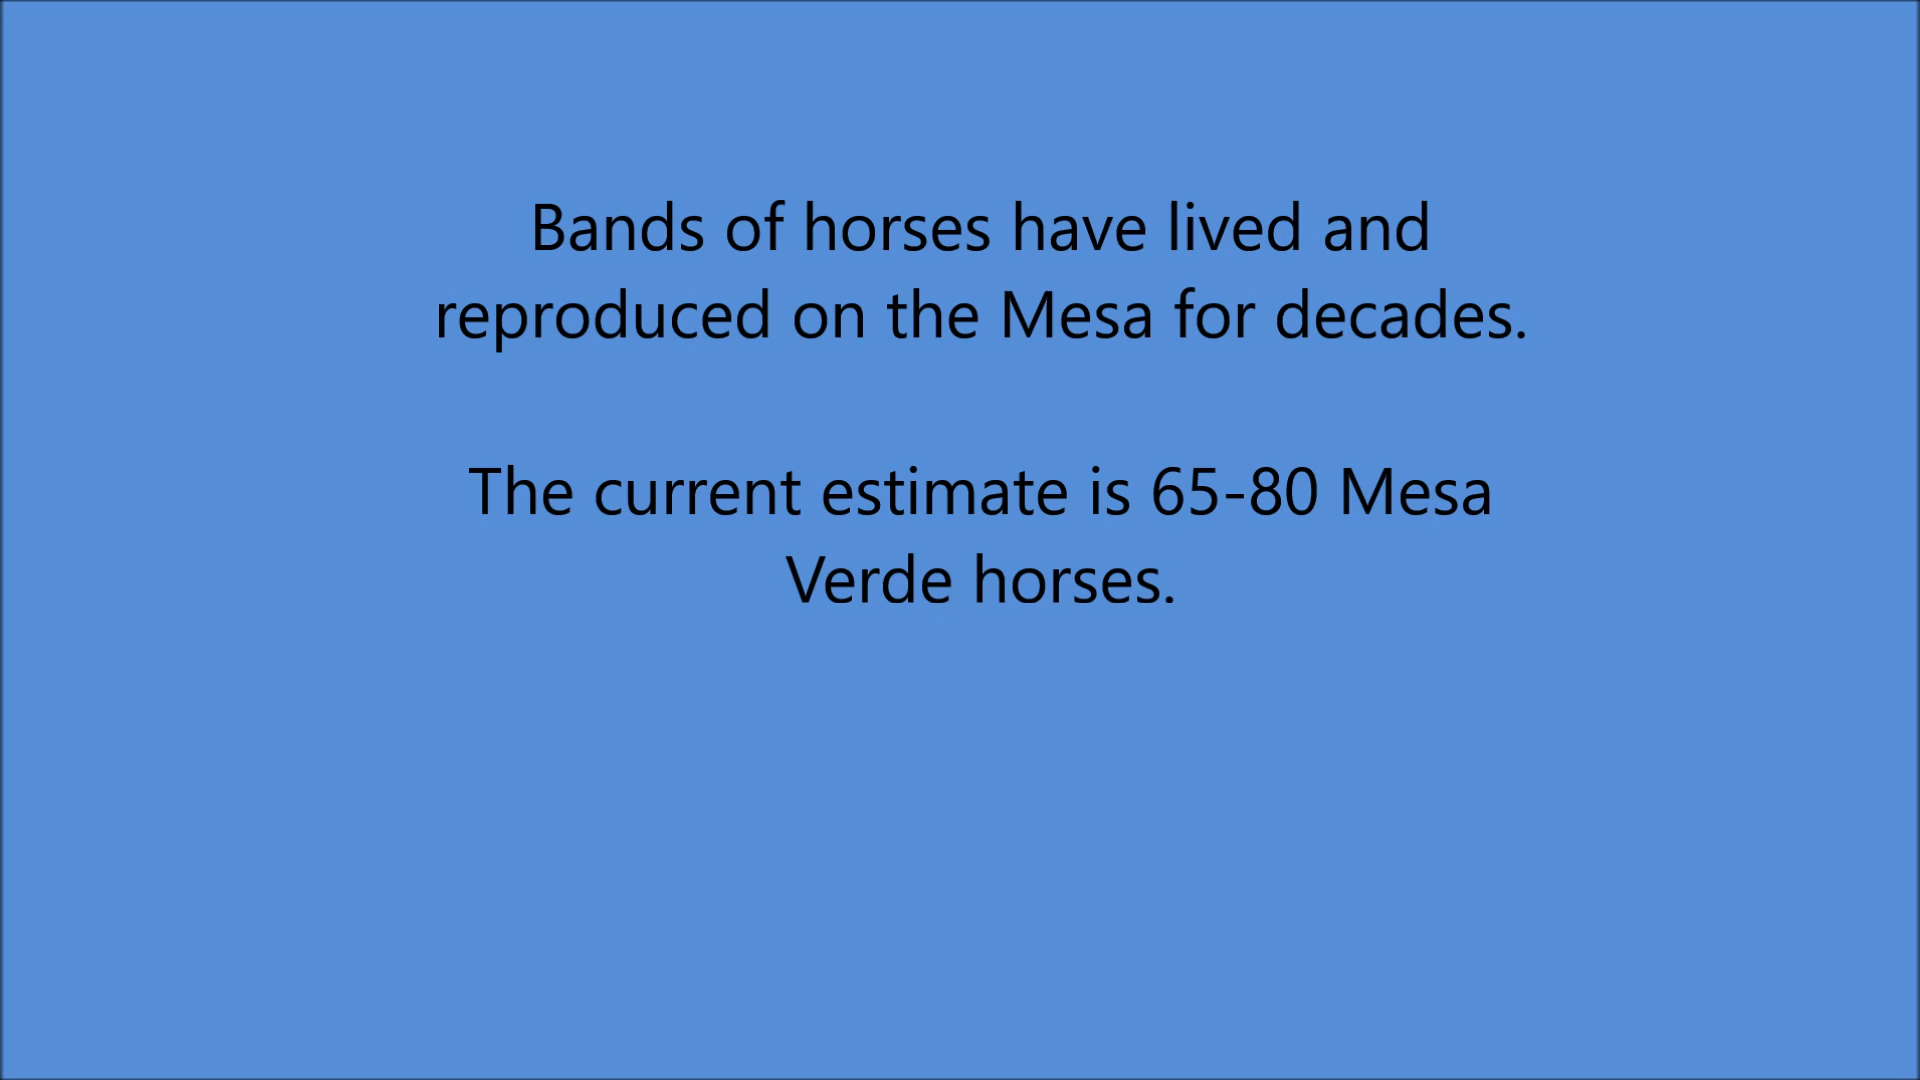 Bands of horses have lived and
reproduced on the Mesa for decades.
The current estimate is 65-80 Mesa
Verde horses.